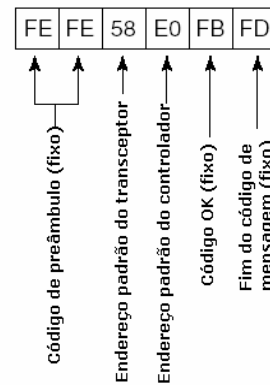 FE FE 58 E0 FB FD
Código de preâmbulo (fixo)
Endereço padrão do transceptor
Endereço padrão do controlador
Código OK (fixo)
Fim do código de
mensagem (fixo)